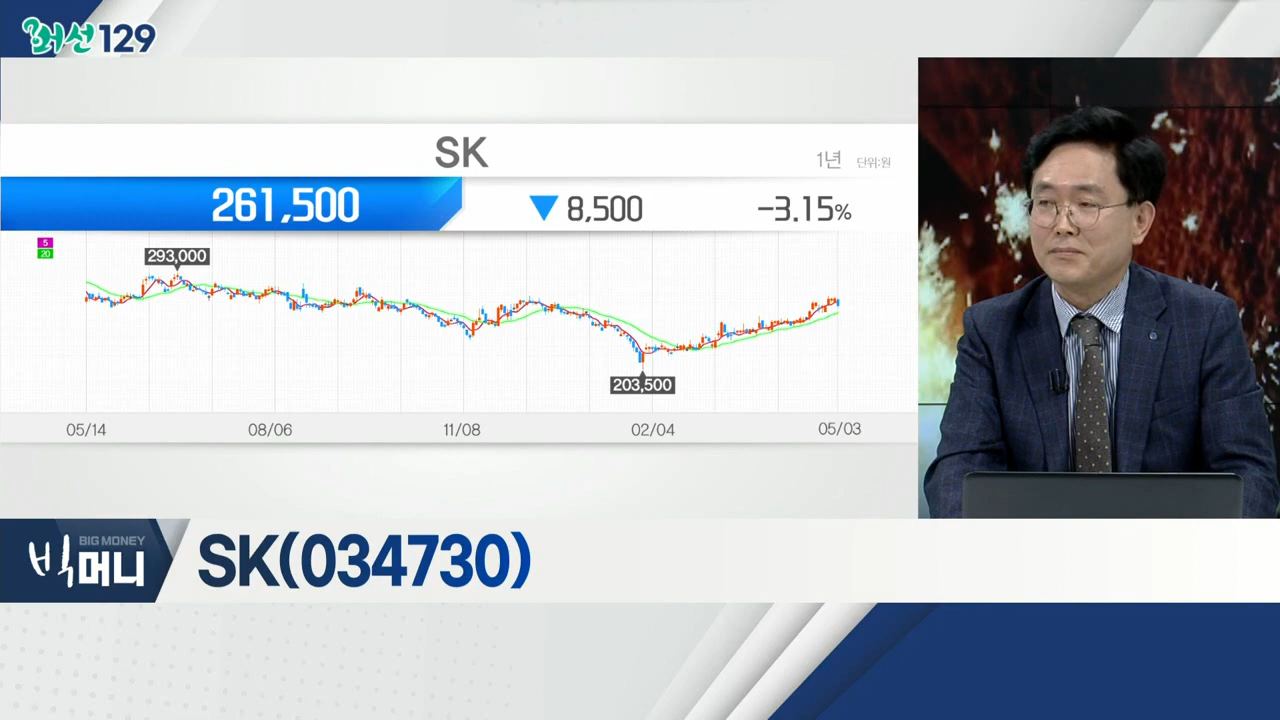 머선129
SK
1년 단위:원
261,500 ▼ 8,500 -3.15%
5
20
293,000
203,500
05/14 08/06 11/08 02/04 05/03
BIG MONEY
빅머니
SK(034730)